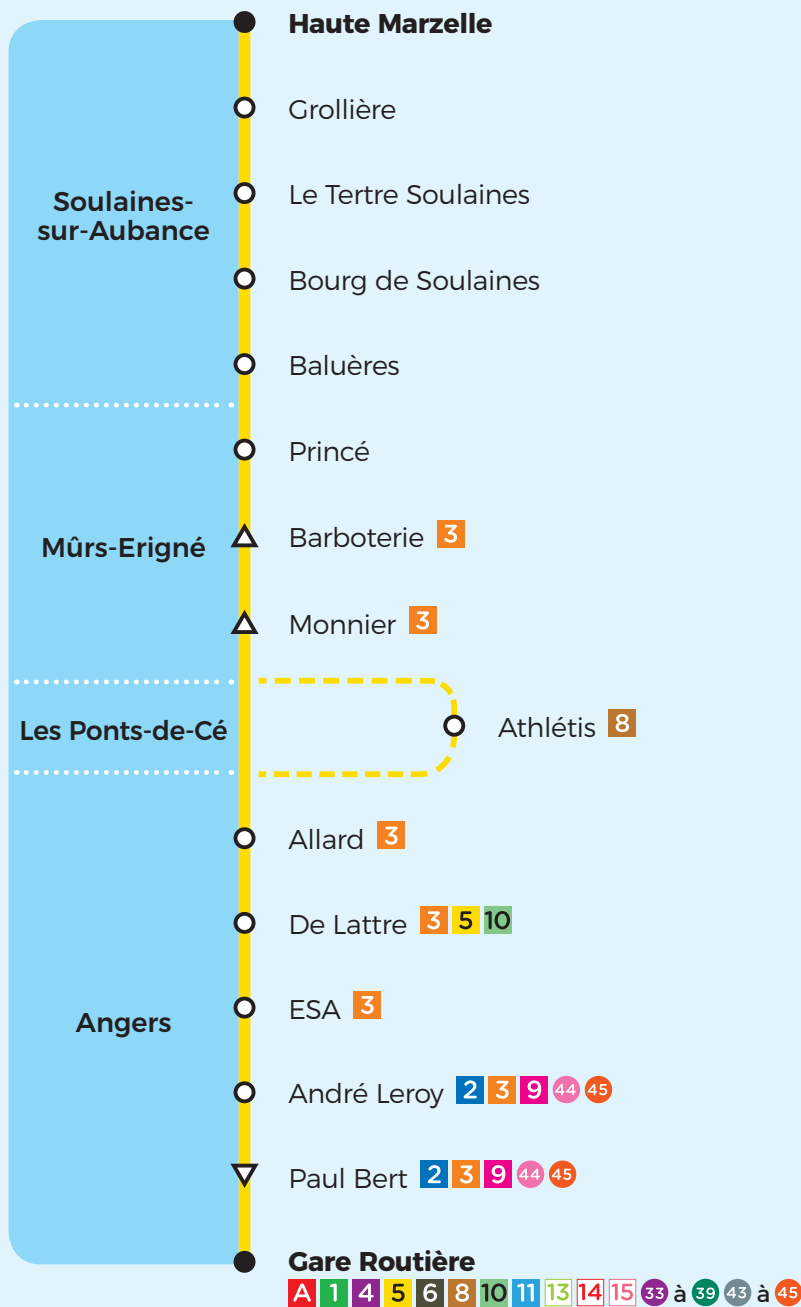 Haute Marzelle
Grollière
Soulaines-
sur-Aubance
Le Tertre Soulaines
Bourg de Soulaines
Baluères
Princé
Mûrs-Erigné
Barboterie 3
Monnier 3
Les Ponts-de-Cé
Athlétis 8
Allard 3
De Lattre 3 5 10
Angers
ESA 3
André Leroy 2 3 9 44 45
Paul Bert 2 3 9 44 45
Gare Routière
A 1 4 5 6 8 10 11 13 14 15 33 à 39 43 à 45